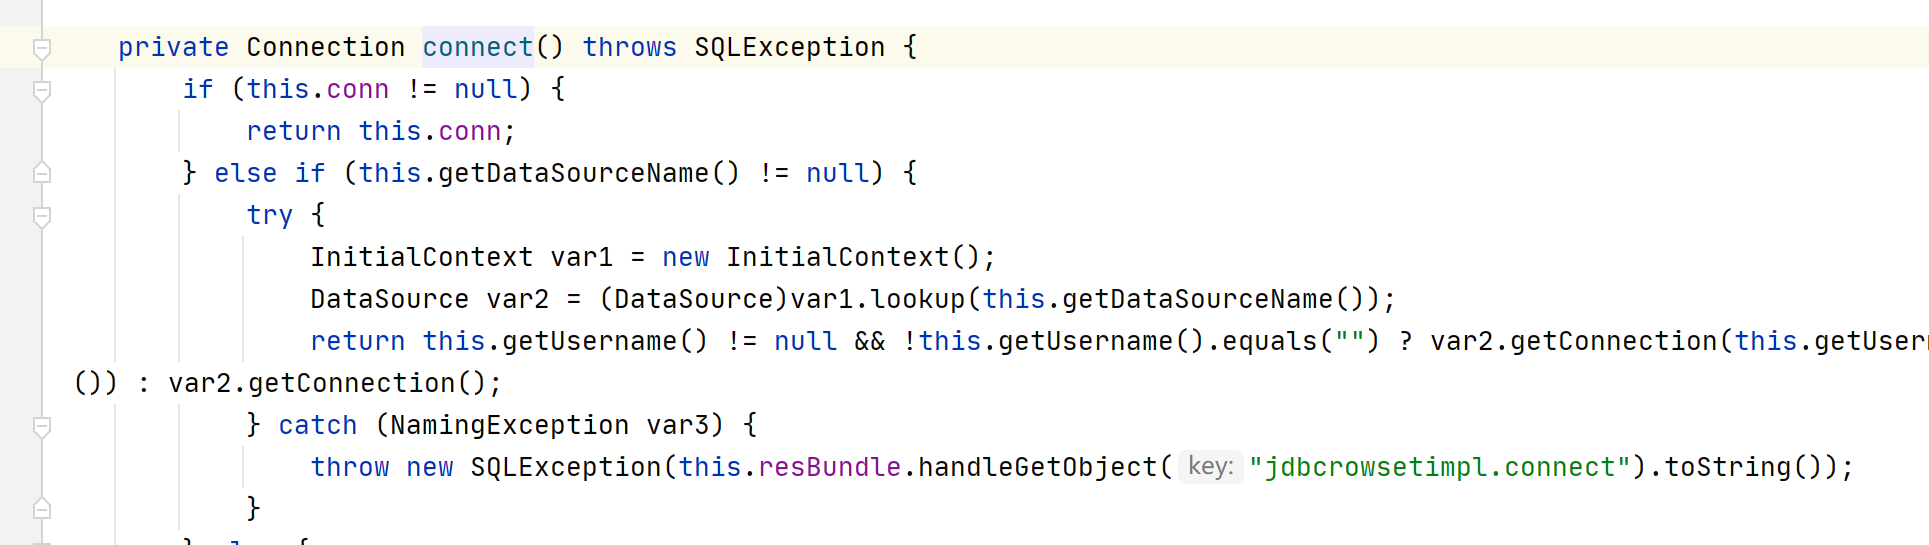 private Connection connect() throws SQLException {
if (this.conn != null) {
return this.conn;
} else if (this.getDataSourceName() != null) {
try {
InitialContext var1 = new InitialContext();
DataSource var2 = (DataSource)var1.lookup(this.getDataSourceName());
return this.getUsername() != null && !this.getUsername().equals("") ? var2.getConnection(this.getUser
()) : var2.getConnection();
} catch (NamingException var3) {
throw new SQLException(this.resBundle.handleGetObject( key: "jdbcrowsetimpl.connect").toString());
}